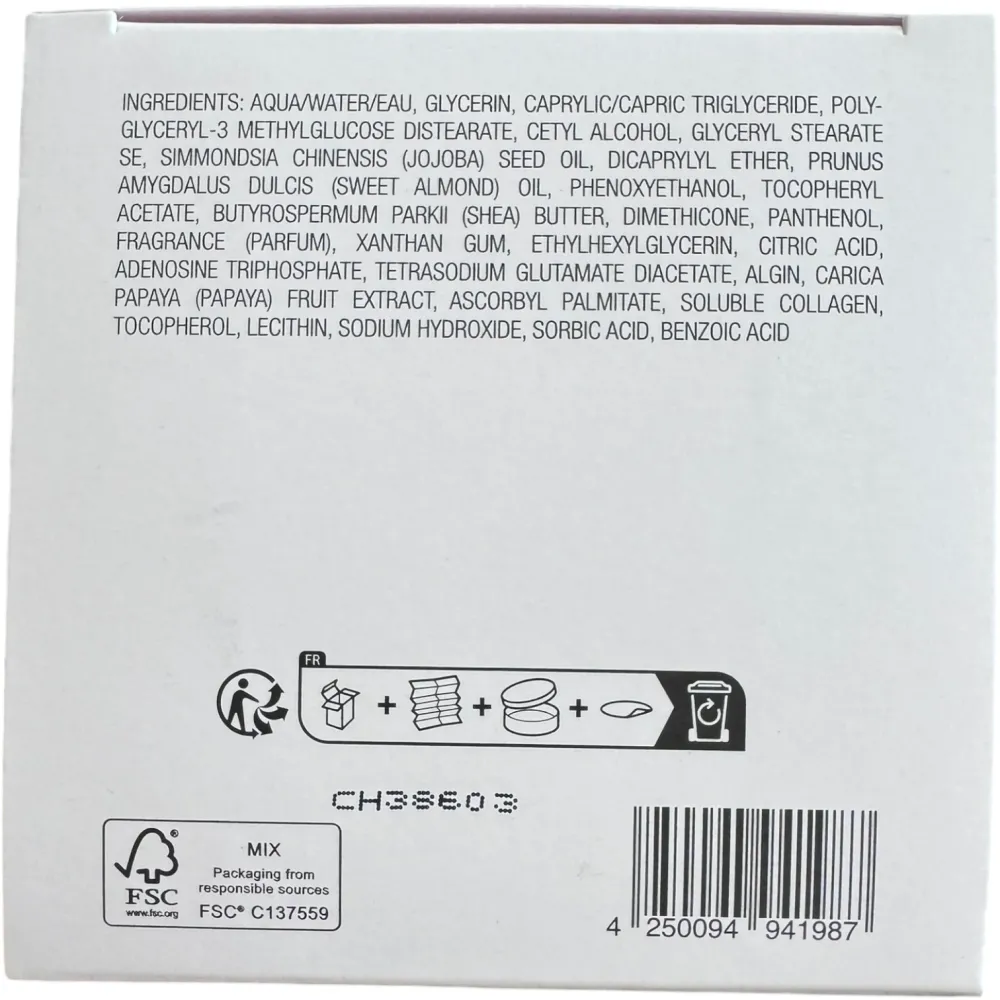 INGREDIENTS: AQUA/WATER/EAU, GLYCERIN, CAPRYLIC/CAPRIC TRIGLYCERIDE, POLY-
GLYCERYL-3 METHYLGLUCOSE DISTEARATE, CETYL ALCOHOL, GLYCERYL STEARATE
SE, SIMMONDSIA CHINENSIS (JOJOBA) SEED OIL, DICAPRYLYL ETHER, PRUNUS
AMYGDALUS DULCIS (SWEET ALMOND) OIL, PHENOXYETHANOL, TOCOPHERYL
ACETATE, BUTYROSPERMUM PARKII (SHEA) BUTTER, DIMETHICONE, PANTHENOL,
FRAGRANCE (PARFUM), XANTHAN GUM, ETHYLHEXYLGLYCERIN, CITRIC ACID,
ADENOSINE TRIPHOSPHATE, TETRASODIUM GLUTAMATE DIACETATE, ALGIN, CARICA
PAPAYA (PAPAYA) FRUIT EXTRACT, ASCORBYL PALMITATE, SOLUBLE COLLAGEN,
TOCOPHEROL, LECITHIN, SODIUM HYDROXIDE, SORBIC ACID, BENZOIC ACID
FR
+ + +
CH38603
®
FSC
www.fsc.org
MIX
Packaging from
responsible sources
FSC® C137559
4 250094 941987